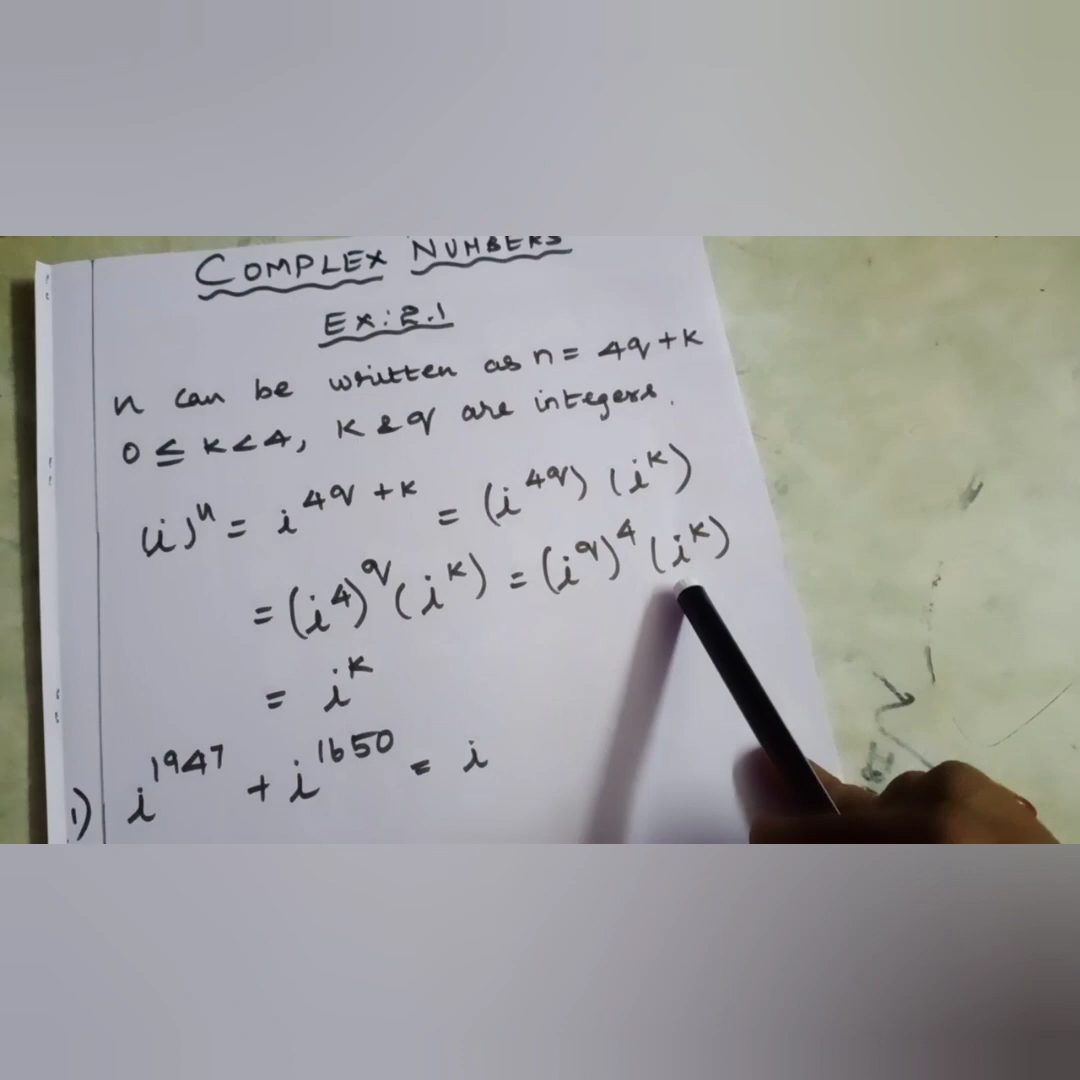 COMPLEX NUMBERS
Ex: 2.1
n can be written as n = 4q + k
0 ≤ k < 4, k & q are integers.
(i)ⁿ = i^(4q + k) = (i^(4q)) (i^k)
= (i^4)^q (i^k) = (i^q)^4 (i^k)
= i^k
1) i^1947 + i^1650 = i